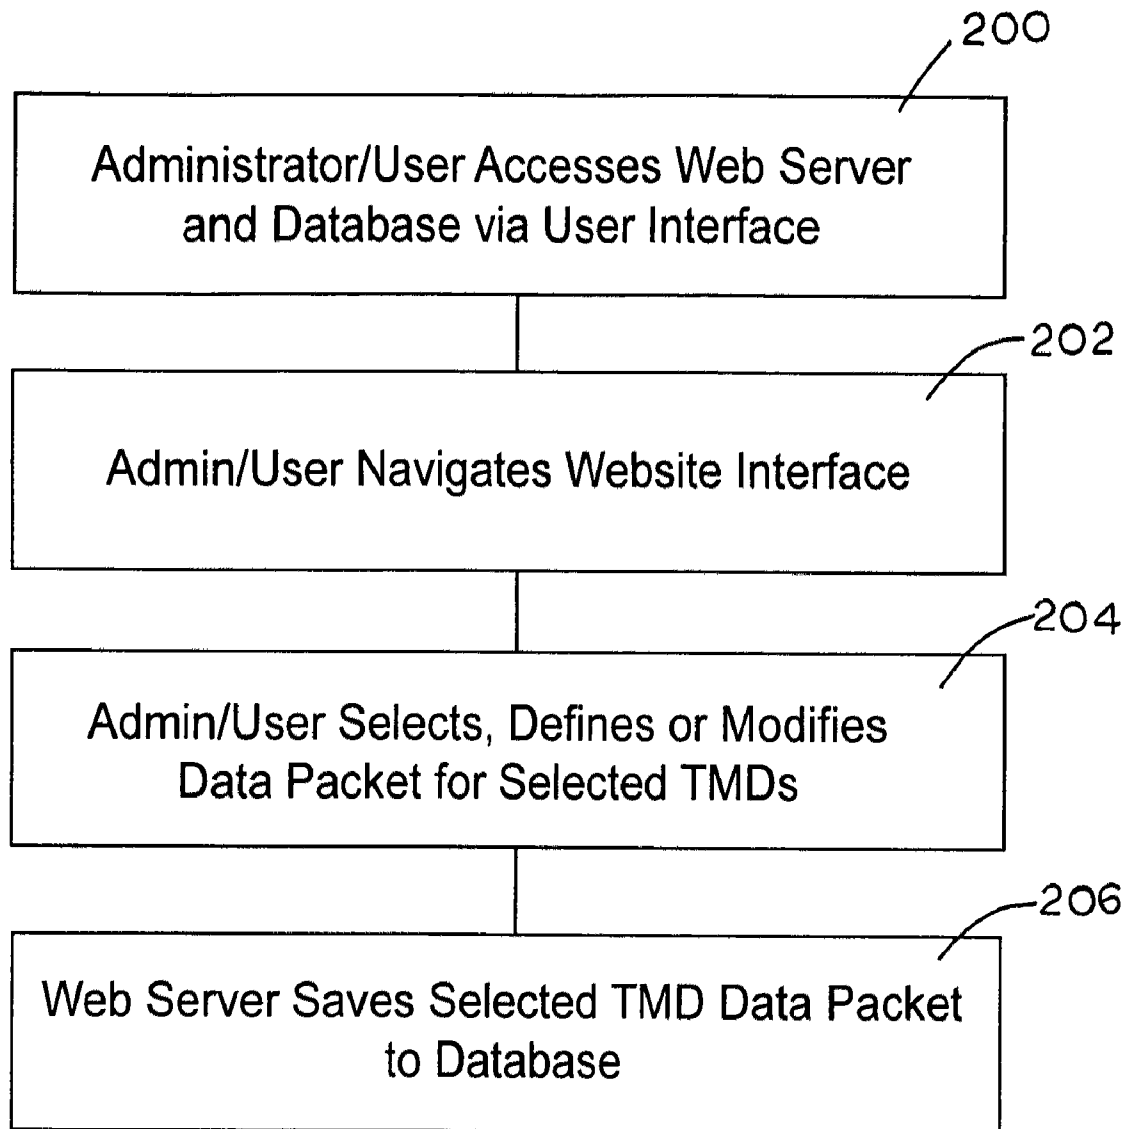 200
Administrator/User Accesses Web Server
and Database via User Interface
202
Admin/User Navigates Website Interface
204
Admin/User Selects, Defines or Modifies
Data Packet for Selected TMDs
206
Web Server Saves Selected TMD Data Packet
to Database